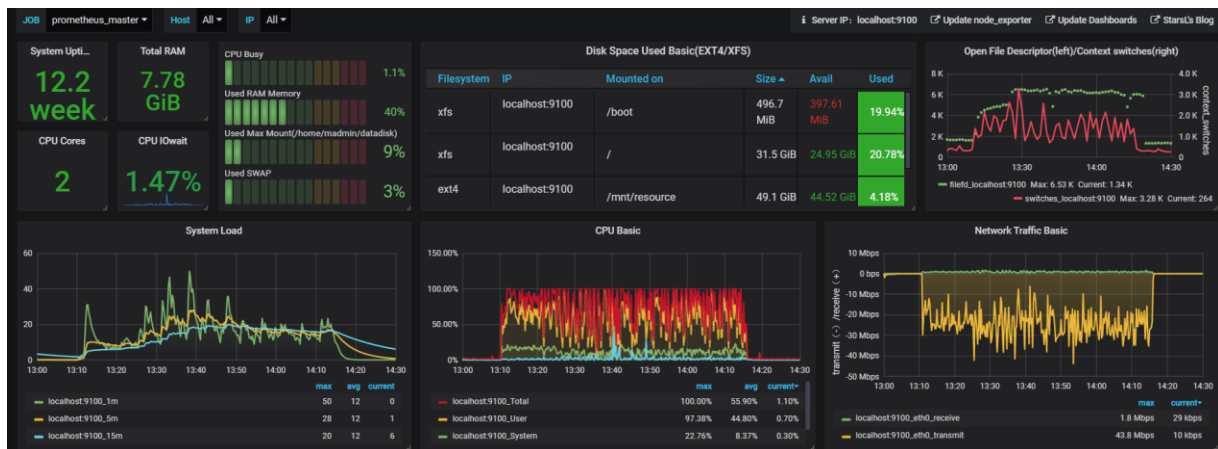 JOB prometheus_master Host All IP All i Server IP: localhost:9100 Update node_exporter Update Dashboards StarsL's Blog
System Upti...
12.2
week
Total RAM
7.78
GiB
CPU Cores
2
CPU IOwait
1.47%
CPU Busy
1.1%
Used RAM Memory
40%
Used Max Mount(/home/madmin/datadisk)
9%
Used SWAP
3%
Disk Space Used Basic(EXT4/XFS)
Filesystem IP Mounted on Size Avail Used
xfs localhost:9100 /boot 496.7 MiB 397.61 MiB 19.94%
xfs localhost:9100 / 31.5 GiB 24.95 GiB 20.78%
ext4 localhost:9100 /mnt/resource 49.1 GiB 44.52 GiB 4.18%
Open File Descriptor(left)/Context switches(right)
8 K
6 K
4 K
2 K
0
4.0 K
3.0 K
2.0 K
1.0 K
0
context_switches
13:00 13:30 14:00 14:30
filefd_localhost:9100 Max: 6.53 K Current: 1.34 K
switches_localhost:9100 Max: 3.28 K Current: 264
System Load
60
40
20
0
13:00 13:10 13:20 13:30 13:40 13:50 14:00 14:10 14:20 14:30
max avg current
localhost:9100_1m 50 12 0
localhost:9100_5m 28 12 1
localhost:9100_15m 20 12 6
CPU Basic
150.00%
100.00%
50.00%
0%
13:00 13:10 13:20 13:30 13:40 13:50 14:00 14:10 14:20 14:30
max avg current
localhost:9100_Total 100.00% 55.90% 1.10%
localhost:9100_User 97.38% 44.80% 0.70%
localhost:9100_System 22.76% 8.37% 0.30%
Network Traffic Basic
transmit (-) /receive (+)
10 Mbps
0 bps
-10 Mbps
-20 Mbps
-30 Mbps
-40 Mbps
-50 Mbps
13:00 13:10 13:20 13:30 13:40 13:50 14:00 14:10 14:20 14:30
max current
localhost:9100_eth0_receive 1.8 Mbps 29 kbps
localhost:9100_eth0_transmit 43.8 Mbps 10 kbps